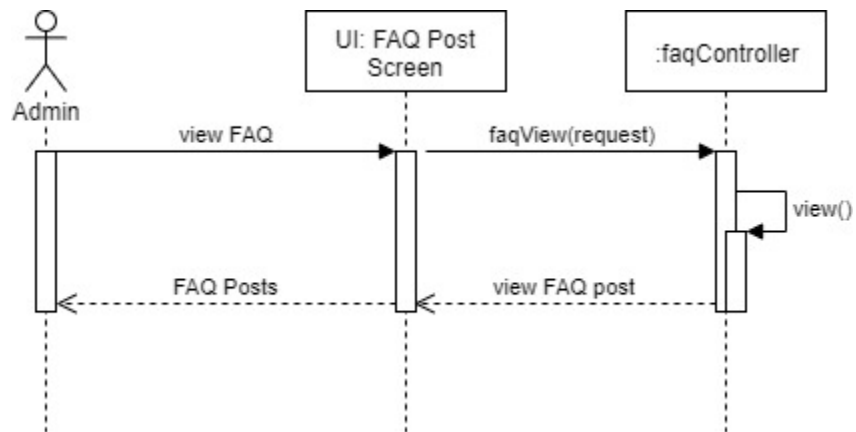 UI: FAQ Post
Screen
:faqController
Admin
view FAQ
faqView(request)
view()
FAQ Posts
view FAQ post